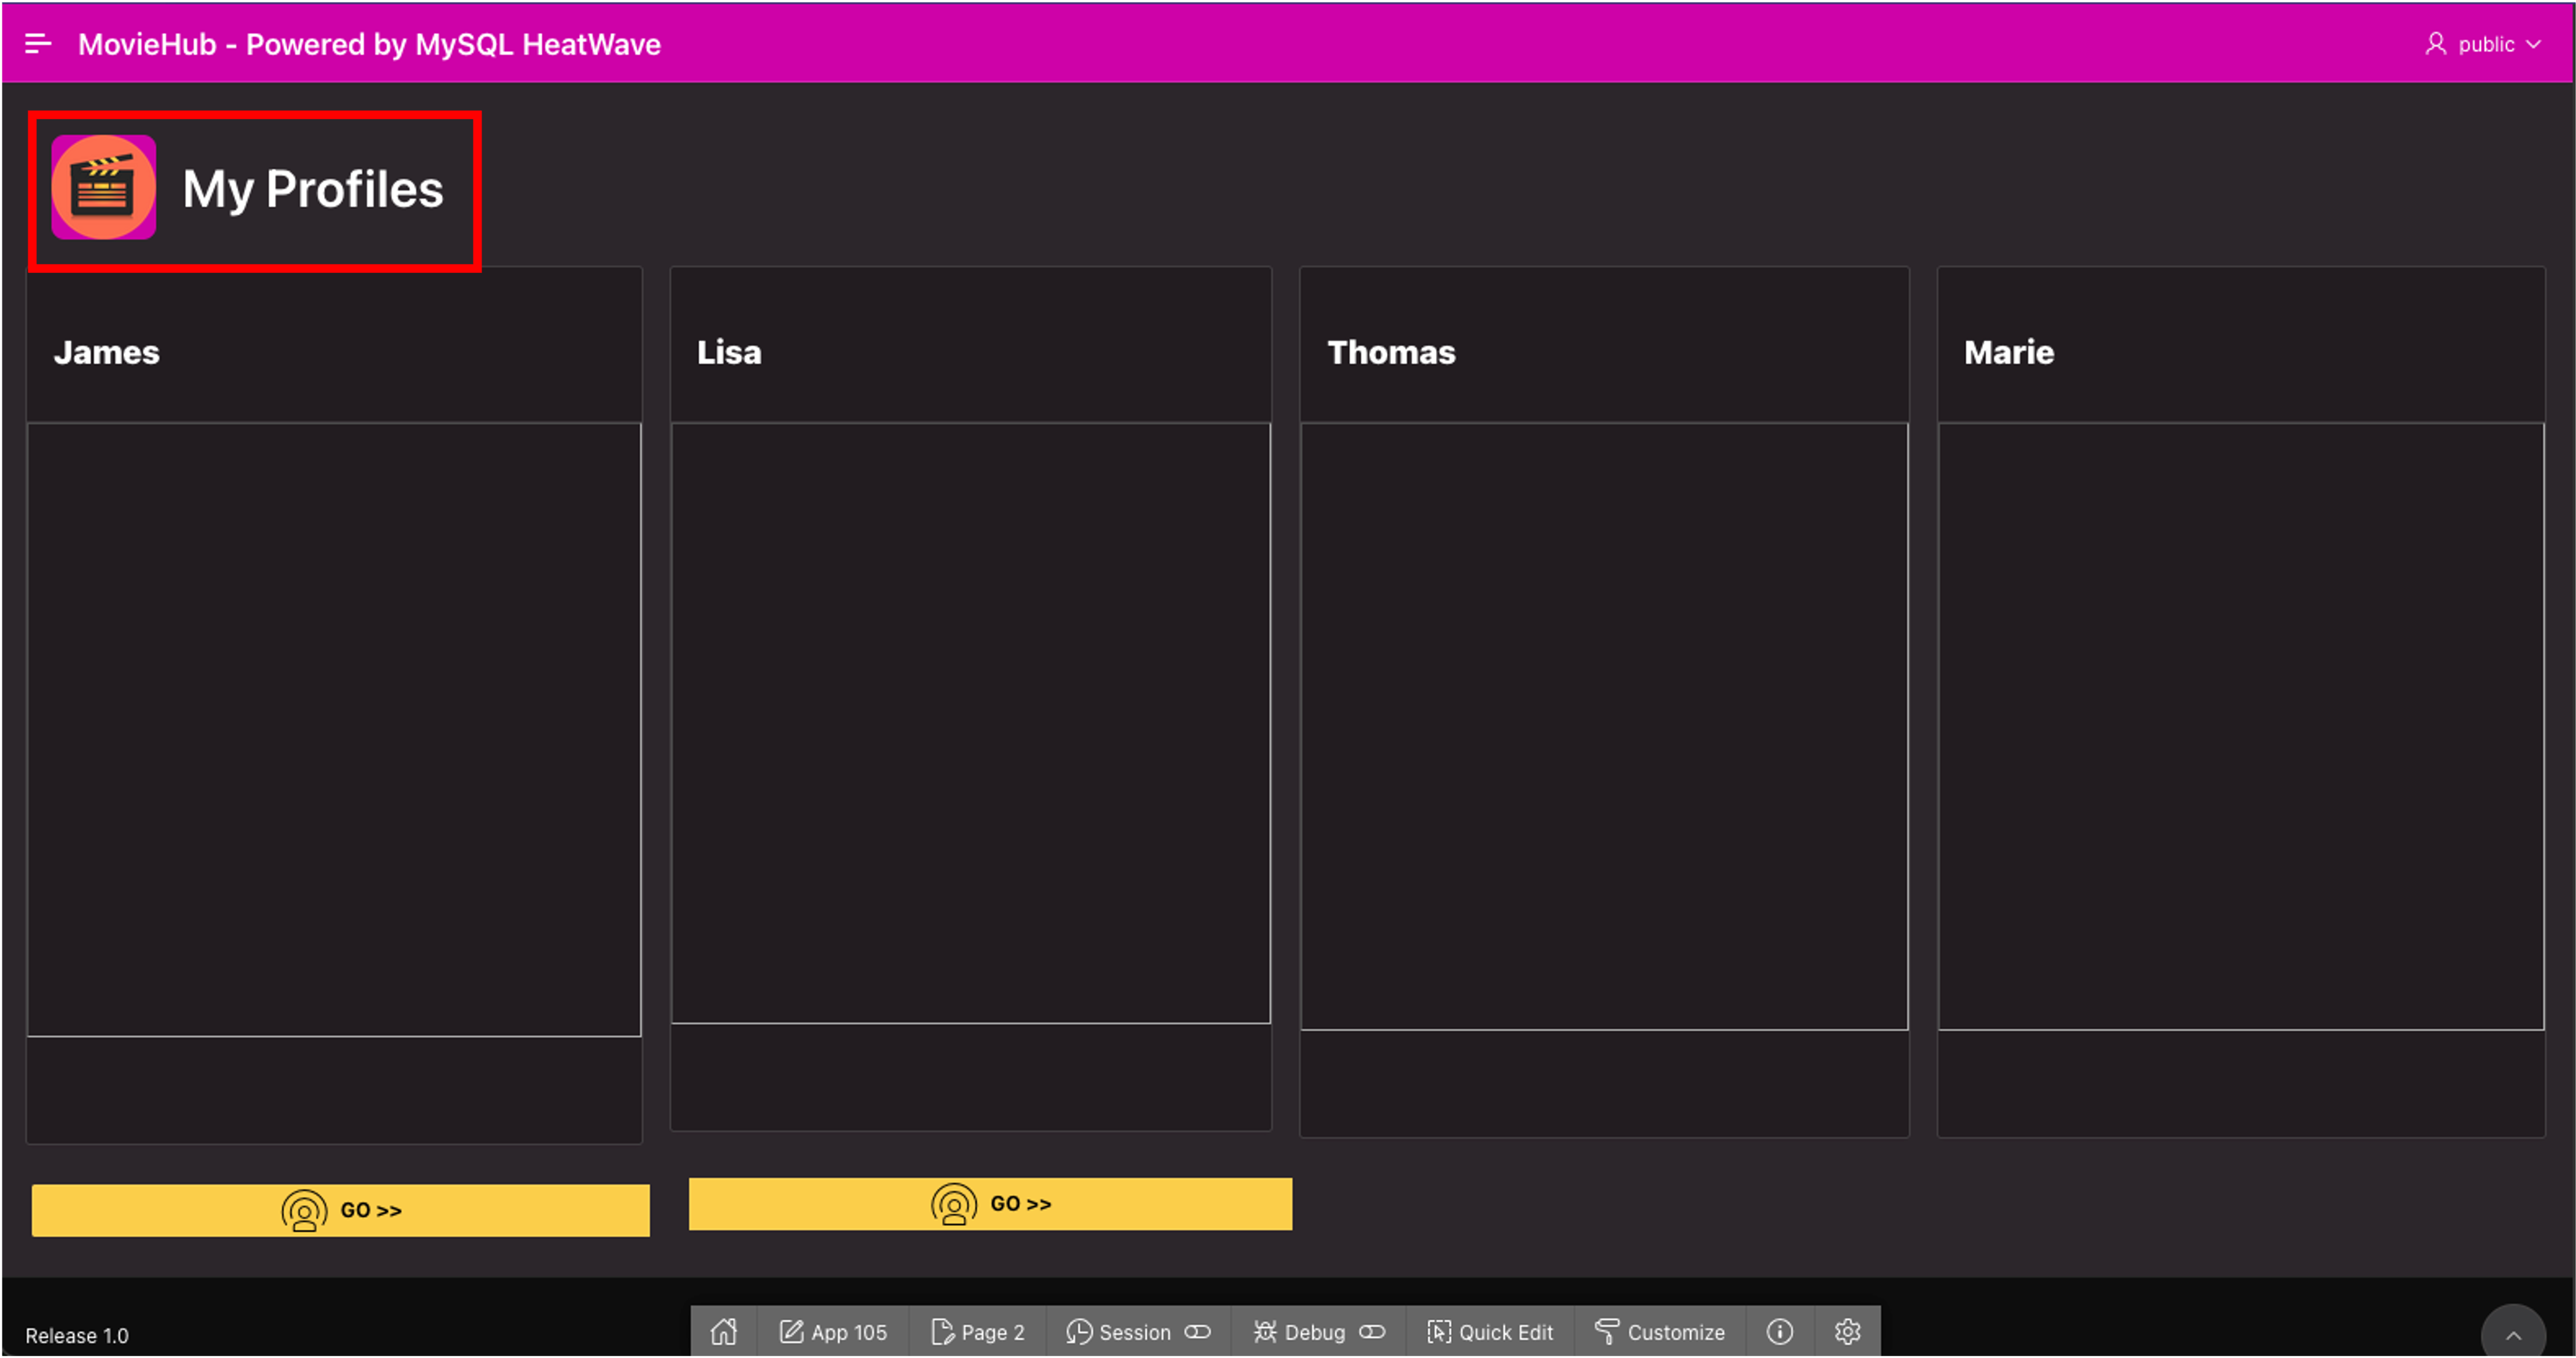 MovieHub - Powered by MySQL HeatWave
public
My Profiles
James
Lisa
Thomas
Marie
GO >>
GO >>
Release 1.0
App 105
Page 2
Session
Debug
Quick Edit
Customize